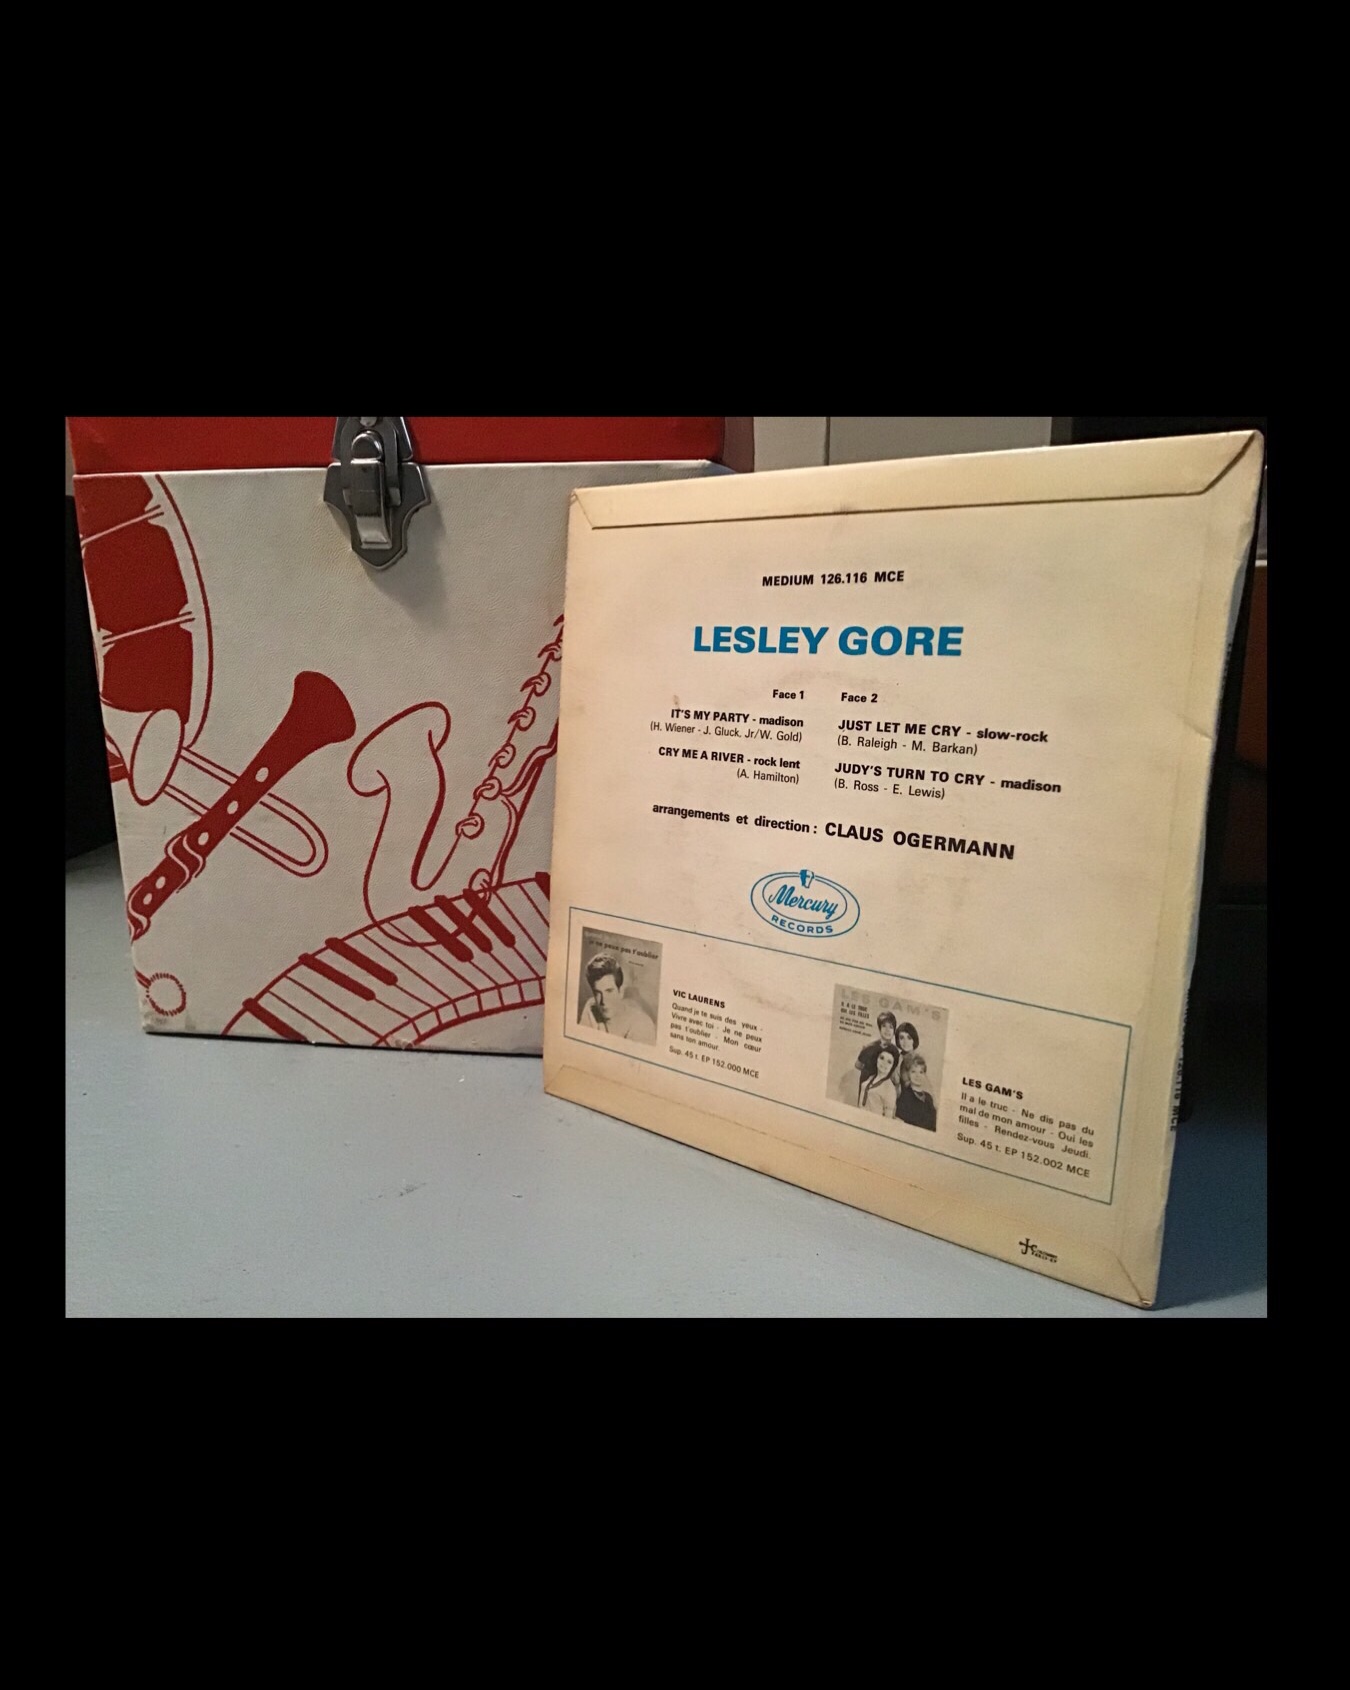 MEDIUM 126.116 MCE
LESLEY GORE
Face 1
IT'S MY PARTY - madison
(H. Wiener - J. Gluck. Jr/W. Gold)
CRY ME A RIVER - rock lent
(A. Hamilton)
Face 2
JUST LET ME CRY - slow-rock
(B. Raleigh - M. Barkan)
JUDY'S TURN TO CRY - madison
(B. Ross - E. Lewis)
arrangements et direction : CLAUS OGERMANN
Mercury
RECORDS
je ne peux pas t'oublier
VIC LAURENS
Quand je te suis des yeux -
Vivre avec toi - Je ne peux
pas t'oublier - Mon cœur
sans ton amour.
Sup. 45 t. EP 152.000 MCE
LES GAM'S
LES GAM'S
Il a le truc - Ne dis pas du
mal de mon amour - Oui les
filles - Rendez-vous Jeudi.
Sup. 45 t. EP 152.002 MCE